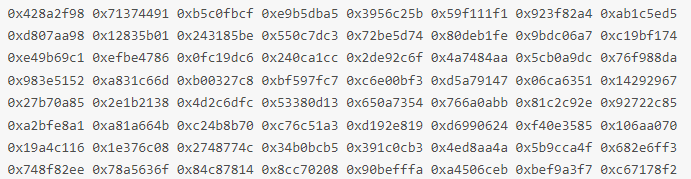 0x428a2f98 0x71374491 0xb5c0fbcf 0xe9b5dba5 0x3956c25b 0x59f111f1 0x923f82a4 0xab1c5ed5
0xd807aa98 0x12835b01 0x243185be 0x550c7dc3 0x72be5d74 0x80deb1fe 0x9bdc06a7 0xc19bf174
0xe49b69c1 0xefbe4786 0x0fc19dc6 0x240ca1cc 0x2de92c6f 0x4a7484aa 0x5cb0a9dc 0x76f988da
0x983e5152 0xa831c66d 0xb00327c8 0xbf597fc7 0xc6e00bf3 0xd5a79147 0x06ca6351 0x14292967
0x27b70a85 0x2e1b2138 0x4d2c6dfc 0x53380d13 0x650a7354 0x766a0abb 0x81c2c92e 0x92722c85
0xa2bfe8a1 0xa81a664b 0xc24b8b70 0xc76c51a3 0xd192e819 0xd6990624 0xf40e3585 0x106aa070
0x19a4c116 0x1e376c08 0x2748774c 0x34b0bcb5 0x391c0cb3 0x4ed8aa4a 0x5b9cca4f 0x682e6ff3
0x748f82ee 0x78a5636f 0x84c87814 0x8cc70208 0x90befffa 0xa4506ceb 0xbef9a3f7 0xc67178f2